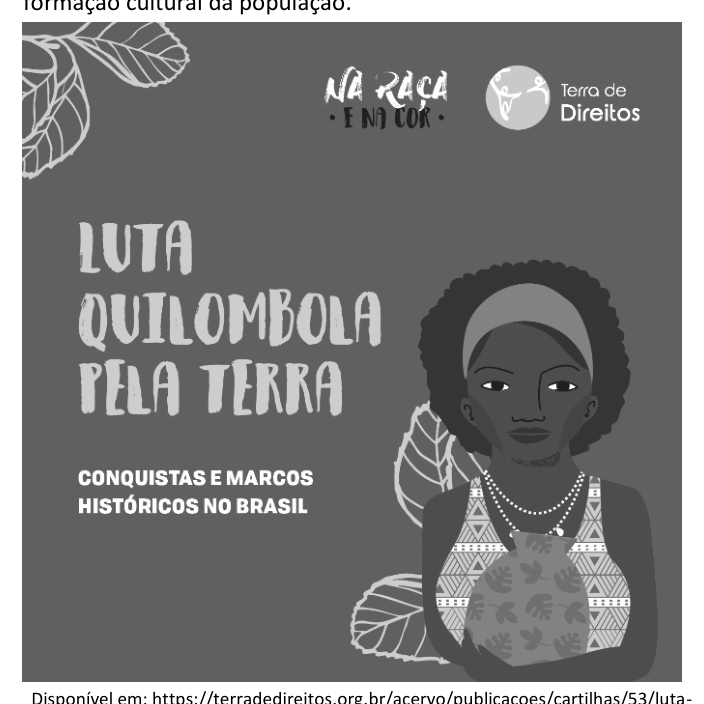 formação cultural da população.
NA RAÇA
• E NA COR •
Terra de
Direitos
LUTA
QUILOMBOLA
PELA TERRA
CONQUISTAS E MARCOS
HISTÓRICOS NO BRASIL
Disponível em: https://terradedireitos.org.br/acervo/publicacoes/cartilhas/53/luta-